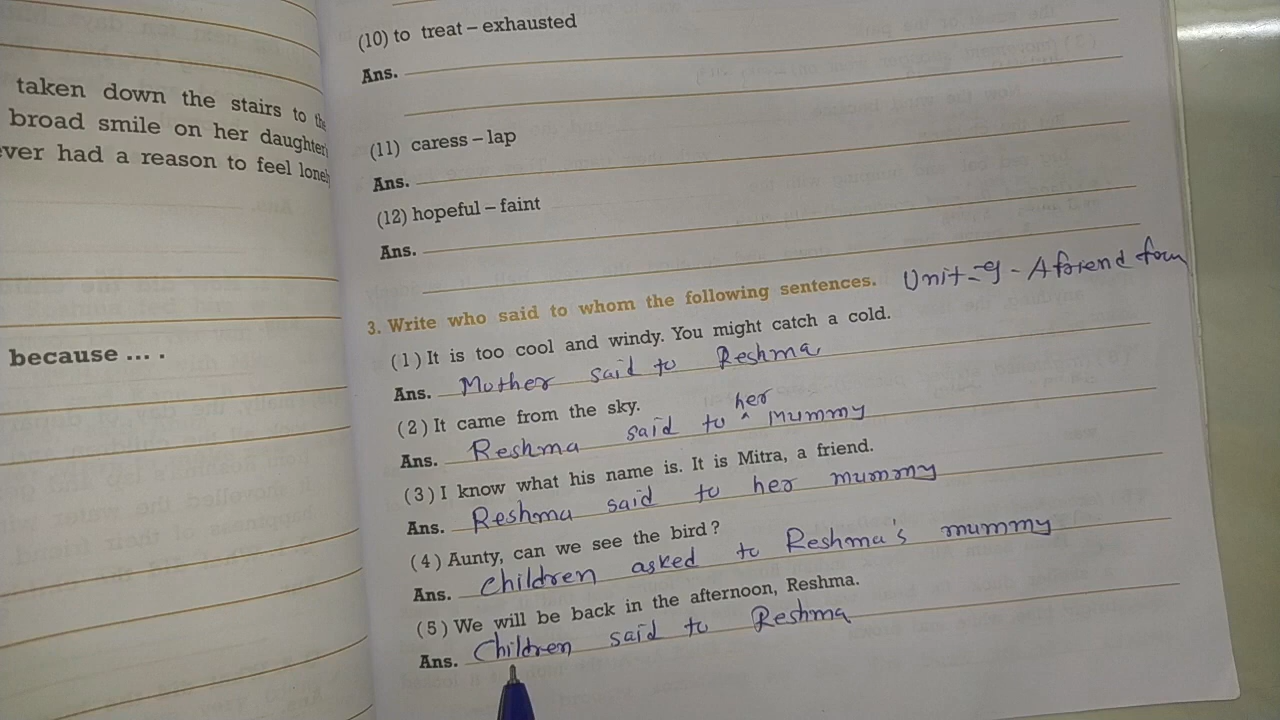 taken down the stairs to the
broad smile on her daughter's
ever had a reason to feel lonely
because ... .
(10) to treat – exhausted
Ans.
(11) caress – lap
Ans.
(12) hopeful – faint
Ans.
3. Write who said to whom the following sentences. Unit-9 - A friend
(1) It is too cool and windy. You might catch a cold.
Ans. Mother said to Reshma.
(2) It came from the sky.
Ans. Reshma said to her mummy
(3) I know what his name is. It is Mitra, a friend.
Ans. Reshma said to her mummy
(4) Aunty, can we see the bird?
Ans. Children asked to Reshma's mummy
(5) We will be back in the afternoon, Reshma.
Ans. Children said to Reshma